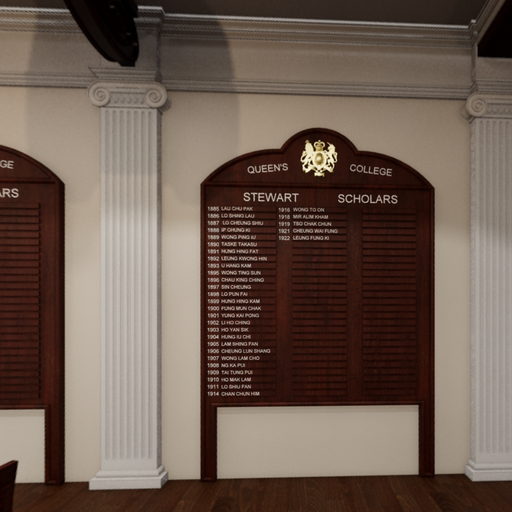 GE
ARS
QUEEN'S COLLEGE
STEWART SCHOLARS
1885 LAU CHU PAK
1886 LO SHING LAU
1887 LO CHEUNG SHIU
1888 IP CHUNG KI
1889 WONG PING IU
1890 TASKE TAKASU
1891 HUNG HING FAT
1892 LEUNG KWONG HIN
1893 U HANG KAM
1895 WONG TING SUN
1896 CHAU KING CHING
1897 SIN CHEUNG
1898 LO PUN FAI
1899 HUNG HING KAM
1900 FUNG MUN CHAK
1901 YUNG KAI PONG
1902 LI HO CHING
1903 HO YAN SIK
1904 HUNG IU CHI
1905 LAM SHING FAN
1906 CHEUNG LUN SHANG
1907 WONG LAM CHO
1908 NG KA PUI
1909 TAI TUNG PUI
1910 HO MAK LAM
1911 LO SHIU FAN
1914 CHAN CHUN HIM
1916 WONG TO ON
1918 MIR ALIM KHAM
1919 TSO CHAK CHUN
1921 CHEUNG WAI FUNG
1922 LEUNG FUNG KI